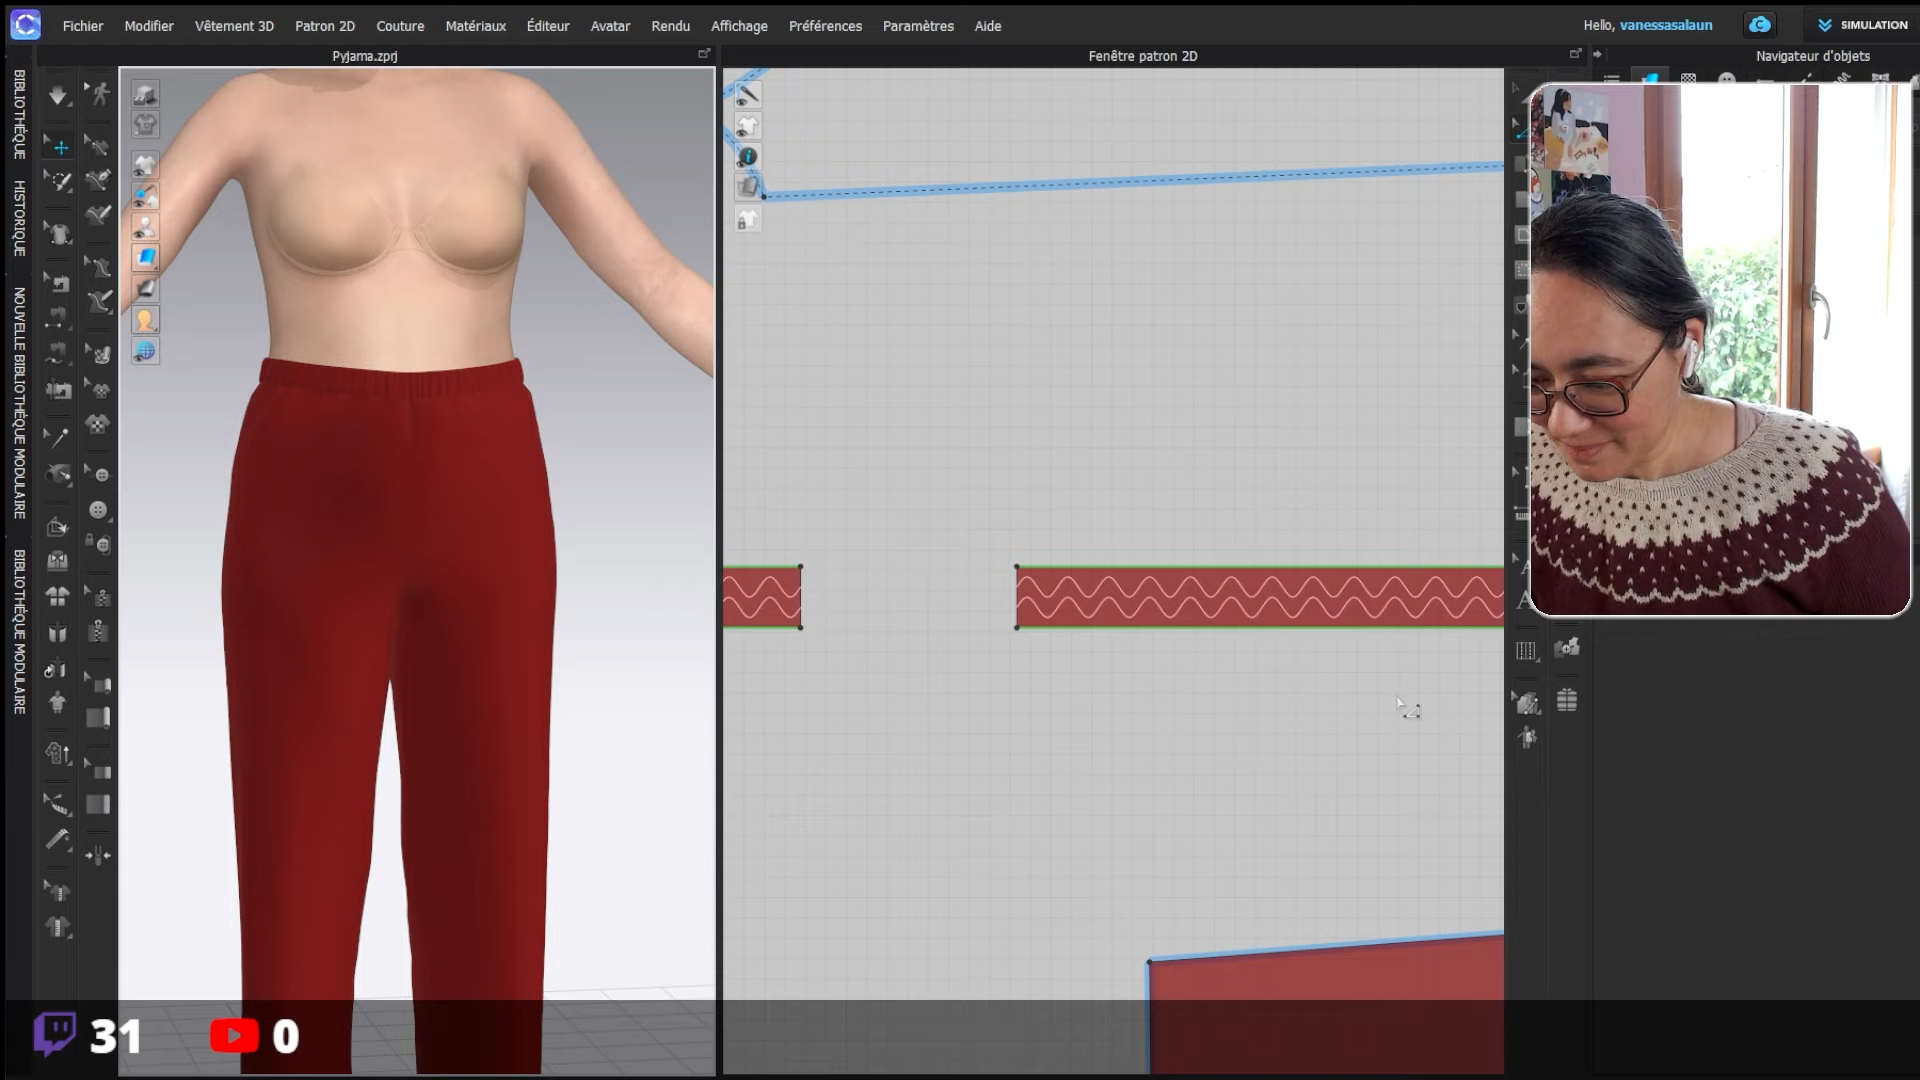 Fichier Modifier Vêtement 3D Patron 2D Couture Matériaux Éditeur Avatar Rendu Affichage Préférences Paramètres Aide
Hello, vanessasalaun
SIMULATION
Pyjama.zprj
Fenêtre patron 2D
Navigateur d'objets
BIBLIOTHÈQUE
HISTORIQUE
NOUVELLE BIBLIOTHÈQUE MODULAIRE
BIBLIOTHÈQUE MODULAIRE
31
0